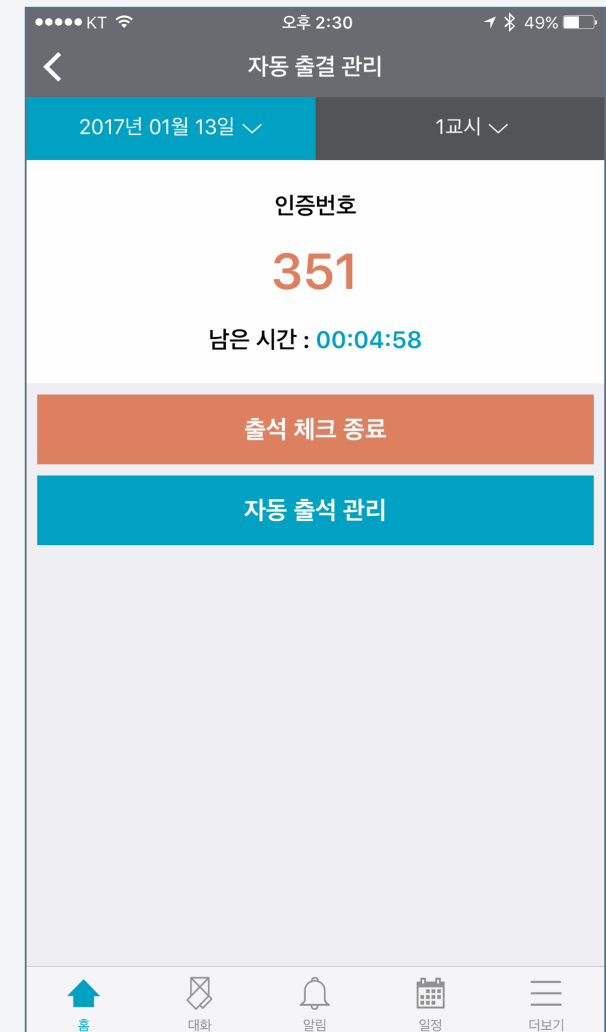 KT 오후 2:30 49%
자동 출결 관리
2017년 01월 13일 1교시
인증번호
351
남은 시간 : 00:04:58
출석 체크 종료
자동 출석 관리
홈 대화 알림 일정 더보기